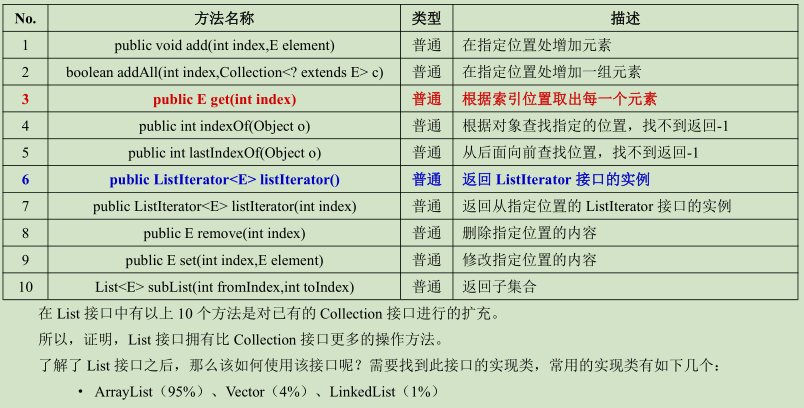 No. 方法名称 类型 描述
1 public void add(int index,E element) 普通 在指定位置处增加元素
2 boolean addAll(int index,Collection<? extends E> c) 普通 在指定位置处增加一组元素
3 public E get(int index) 普通 根据索引位置取出每一个元素
4 public int indexOf(Object o) 普通 根据对象查找指定的位置，找不到返回-1
5 public int lastIndexOf(Object o) 普通 从后面向前查找位置，找不到返回-1
6 public ListIterator<E> listIterator() 普通 返回 ListIterator 接口的实例
7 public ListIterator<E> listIterator(int index) 普通 返回从指定位置的 ListIterator 接口的实例
8 public E remove(int index) 普通 删除指定位置的内容
9 public E set(int index,E element) 普通 修改指定位置的内容
10 List<E> subList(int fromIndex,int toIndex) 普通 返回子集合
在 List 接口中有以上 10 个方法是对已有的 Collection 接口进行的扩充。
所以，证明，List 接口拥有比 Collection 接口更多的操作方法。
了解了 List 接口之后，那么该如何使用该接口呢？需要找到此接口的实现类，常用的实现类有如下几个：
• ArrayList（95%）、Vector（4%）、LinkedList（1%）